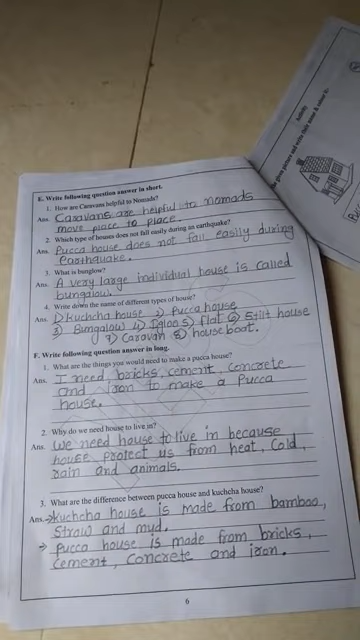 Activity
E. Write following question answer in short.
1. How are Caravans helpful to Nomads?
Ans. Caravans are helpful to nomads
move place to place.
2. Which type of houses does not fall easily during an earthquake?
Ans. Pucca house does not fall easily during
Earthquake.
3. What is bunglow?
Ans. A very large individual house is called
bungalow.
4. Write down the name of different types of house?
Ans. 1) Kuchcha house 2) Pucca house
3) Bungalow 4) Igloo 5) flat 6) Stilt house
7) Caravan 8) houseboat.
F. Write following question answer in long.
1. What are the things you would need to make a pucca house?
Ans. I need, bricks, cement, concrete
and iron to make a Pucca
house.
2. Why do we need house to live in?
Ans. We need house to live in because
house protect us from heat, cold,
rain and animals.
3. What are the difference between pucca house and kuchcha house?
Ans. → Kuchcha house is made from bamboo,
straw and mud.
→ pucca house is made from bricks,
cement, concrete and iron.
6